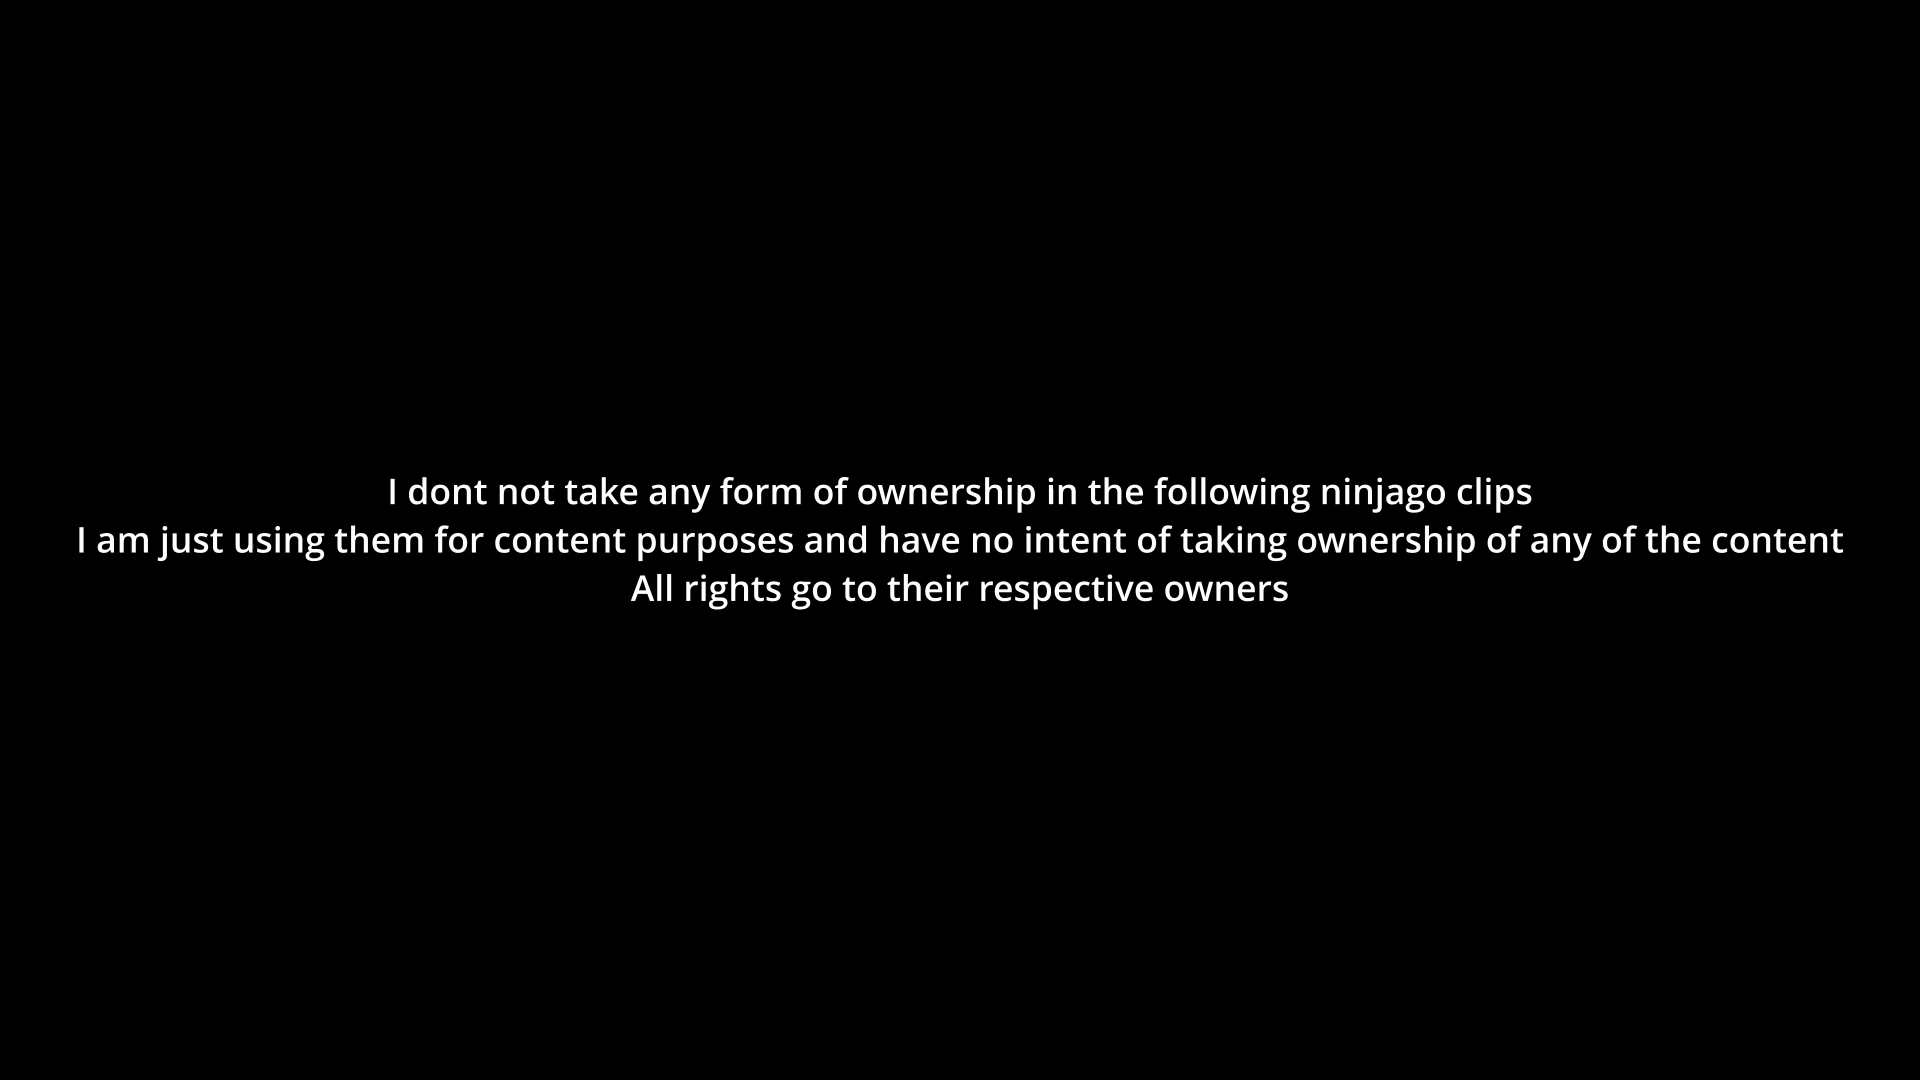 I dont not take any form of ownership in the following ninjago clips
I am just using them for content purposes and have no intent of taking ownership of any of the content
All rights go to their respective owners